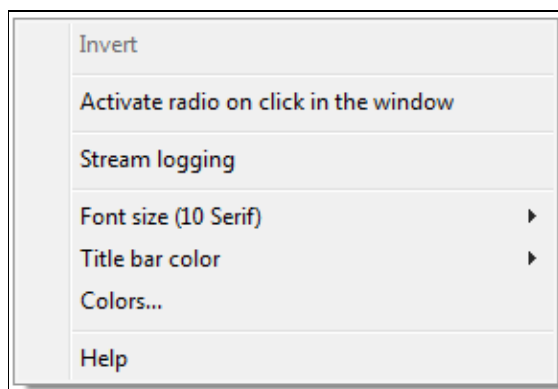 Invert
Activate radio on click in the window
Stream logging
Font size (10 Serif)
Title bar color
Colors...
Help